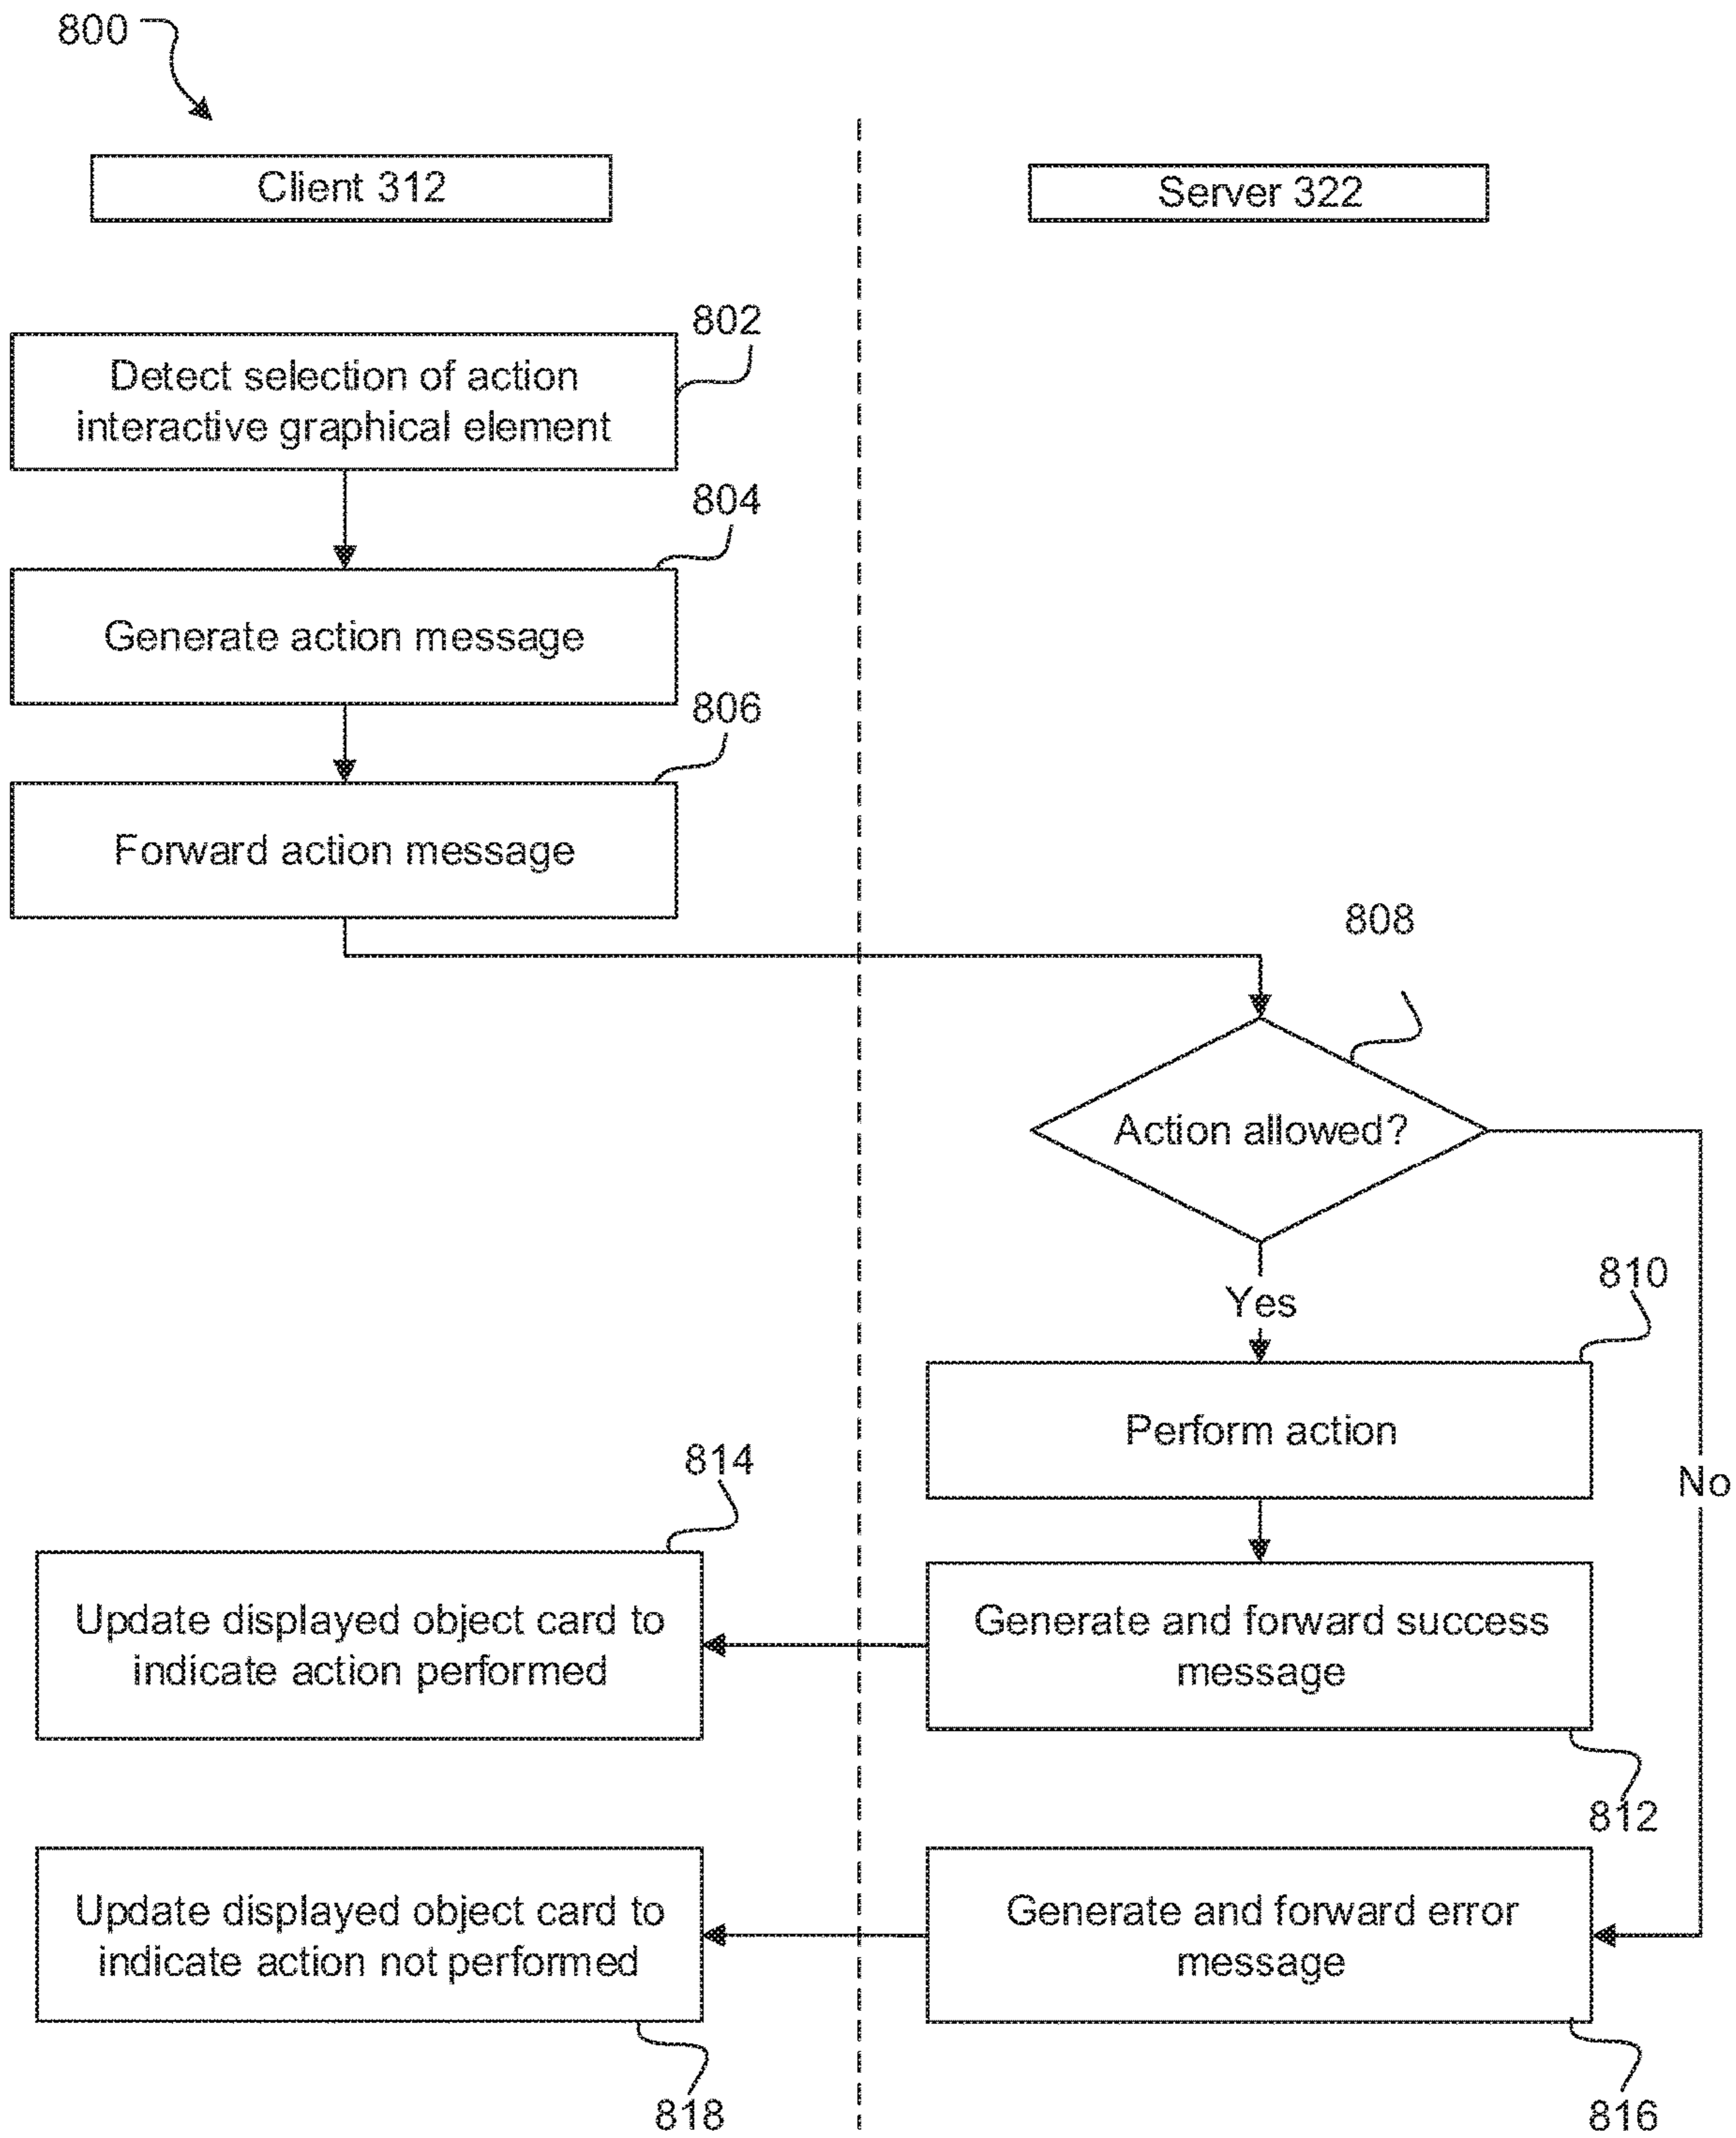 800
Client 312
Server 322
802
Detect selection of action
interactive graphical element
804
Generate action message
806
Forward action message
808
Action allowed?
Yes
810
Perform action
No
814
Update displayed object card to
indicate action performed
Generate and forward success
message
812
Update displayed object card to
indicate action not performed
818
Generate and forward error
message
816